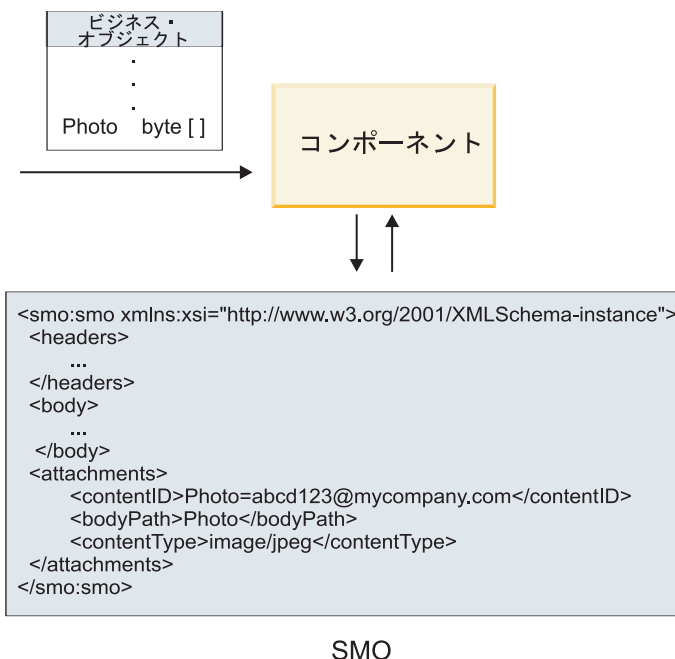 ビジネス・
オブジェクト
.
.
.
Photo byte [ ]
コンポーネント
<smo:smo xmlns:xsi="http://www.w3.org/2001/XMLSchema-instance">
<headers>
...
</headers>
<body>
...
</body>
<attachments>
<contentID>Photo=abcd123@mycompany.com</contentID>
<bodyPath>Photo</bodyPath>
<contentType>image/jpeg</contentType>
</attachments>
</smo:smo>
SMO